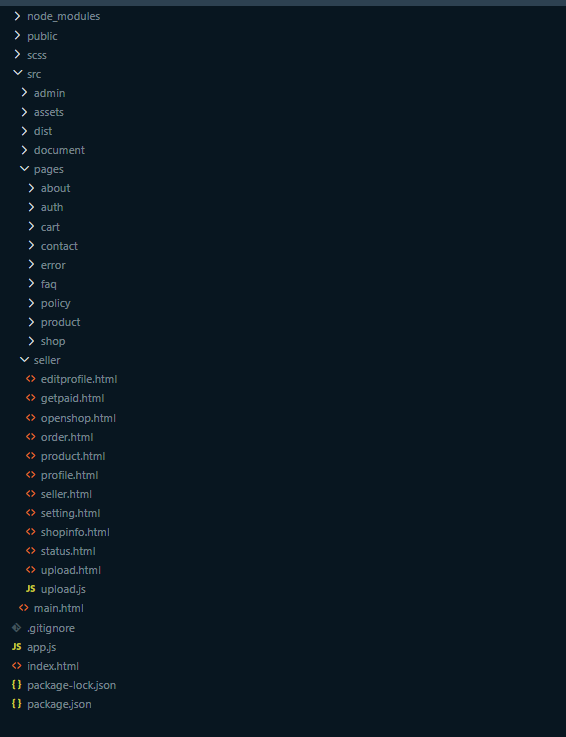 node_modules
public
scss
src
admin
assets
dist
document
pages
about
auth
cart
contact
error
faq
policy
product
shop
seller
<> editprofile.html
<> getpaid.html
<> openshop.html
<> order.html
<> product.html
<> profile.html
<> seller.html
<> setting.html
<> shopinfo.html
<> status.html
<> upload.html
JS upload.js
<> main.html
.gitignore
JS app.js
<> index.html
{} package-lock.json
{} package.json